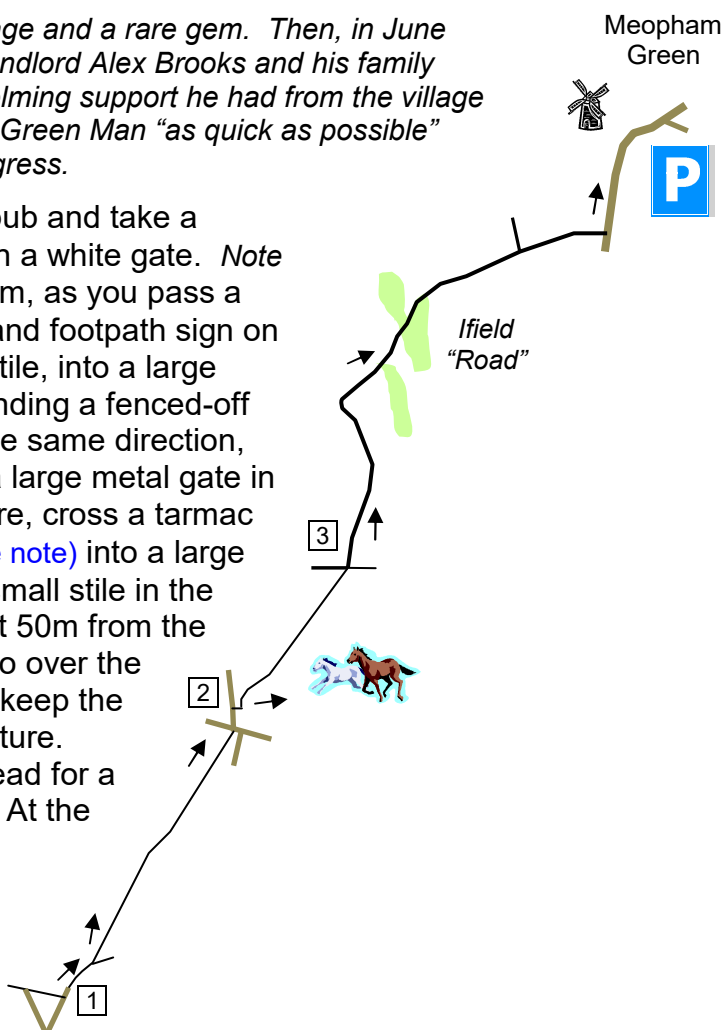 ge and a rare gem. Then, in June
ndlord Alex Brooks and his family
lming support he had from the village
Green Man “as quick as possible”
gress.
oub and take a
n a white gate. Note
m, as you pass a
and footpath sign on
tile, into a large
nding a fenced-off
e same direction,
a large metal gate in
re, cross a tarmac
e note) into a large
mall stile in the
t 50m from the
o over the
keep the
ture.
ead for a
At the
Meopham
Green
P
Ifield
“Road”
3
2
1